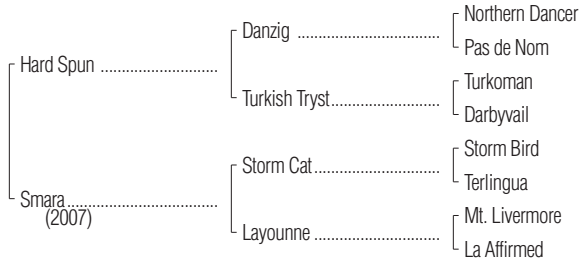 Northern Dancer
Danzig ........................................
Pas de Nom
Hard Spun .................................
Turkoman
Turkish Tryst..................................
Darbyvail
Storm Bird
Storm Cat......................................
Terlingua
Smara..........................................
(2007)
Mt. Livermore
Layounne .....................................
La Affirmed